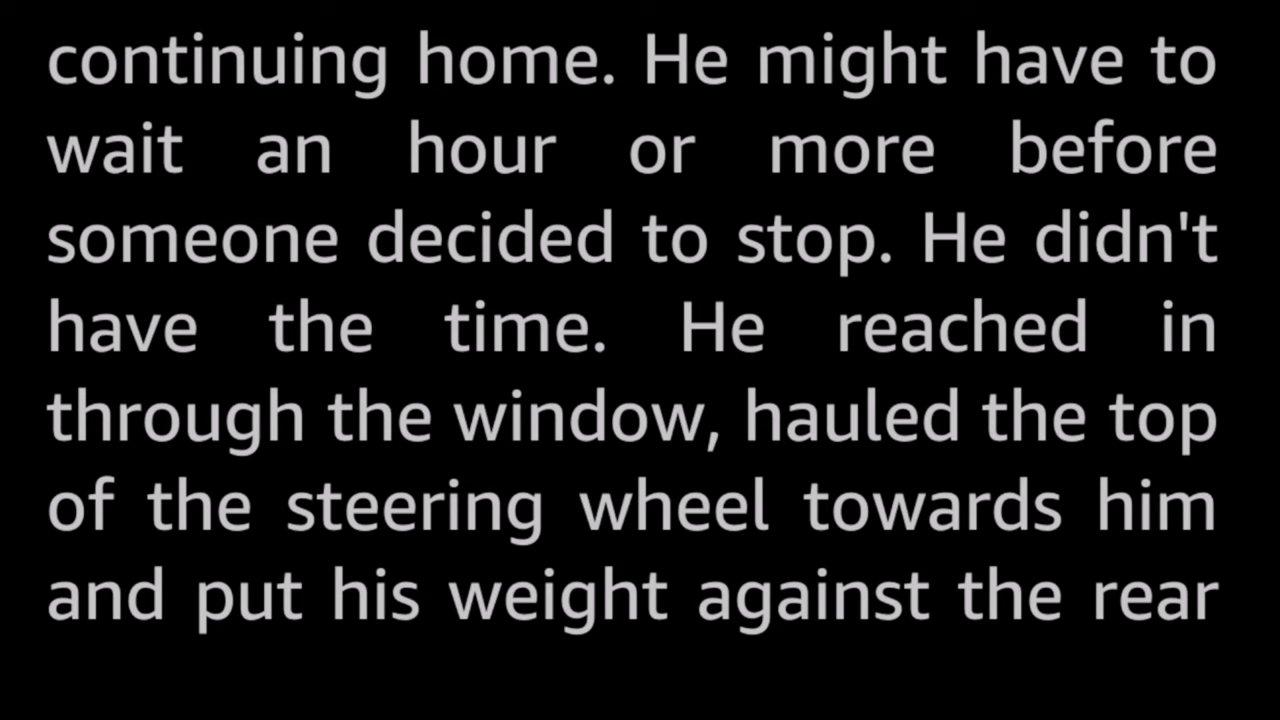 continuing home. He might have to
wait an hour or more before
someone decided to stop. He didn't
have the time. He reached in
through the window, hauled the top
of the steering wheel towards him
and put his weight against the rear